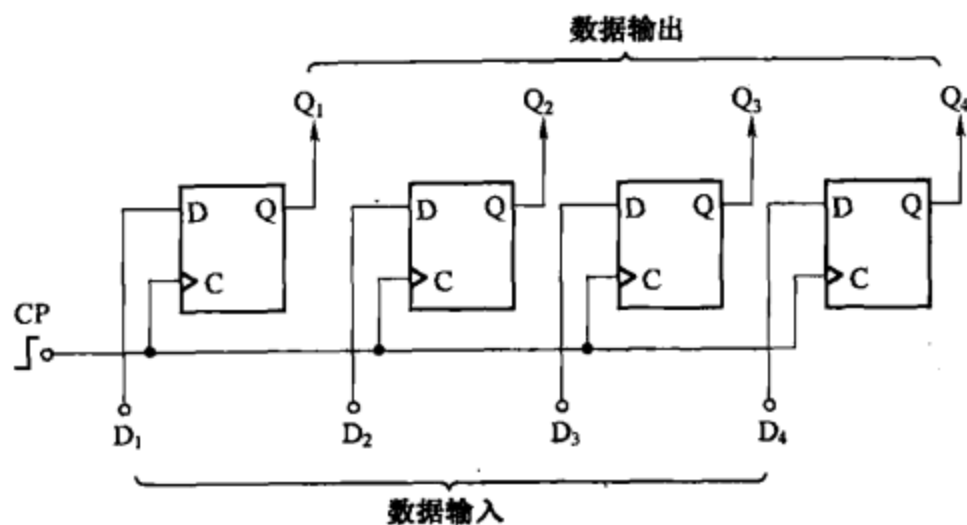 数据输出
Q₁ Q₂ Q₃ Q₄
D Q D Q D Q D Q
C C C C
CP
D₁ D₂ D₃ D₄
数据输入